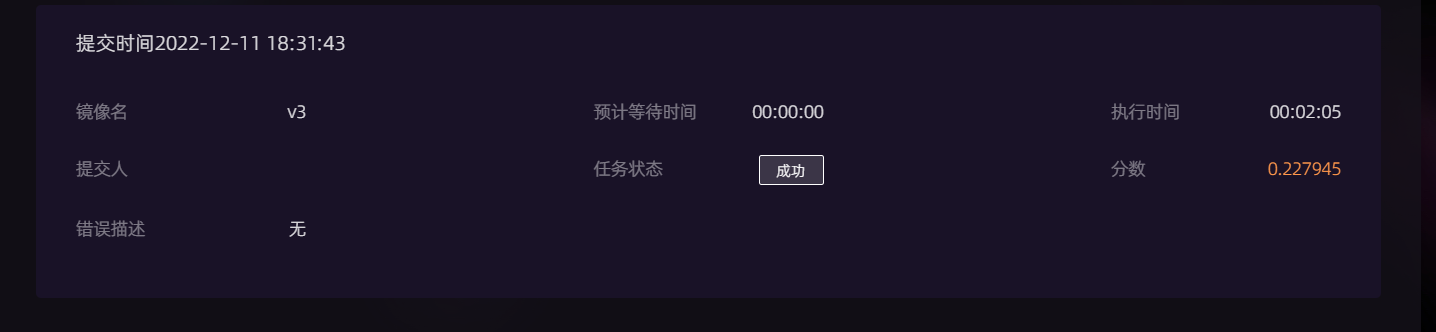 提交时间2022-12-11 18:31:43
镜像名 v3 预计等待时间 00:00:00 执行时间 00:02:05
提交人 任务状态 成功 分数 0.227945
错误描述 无